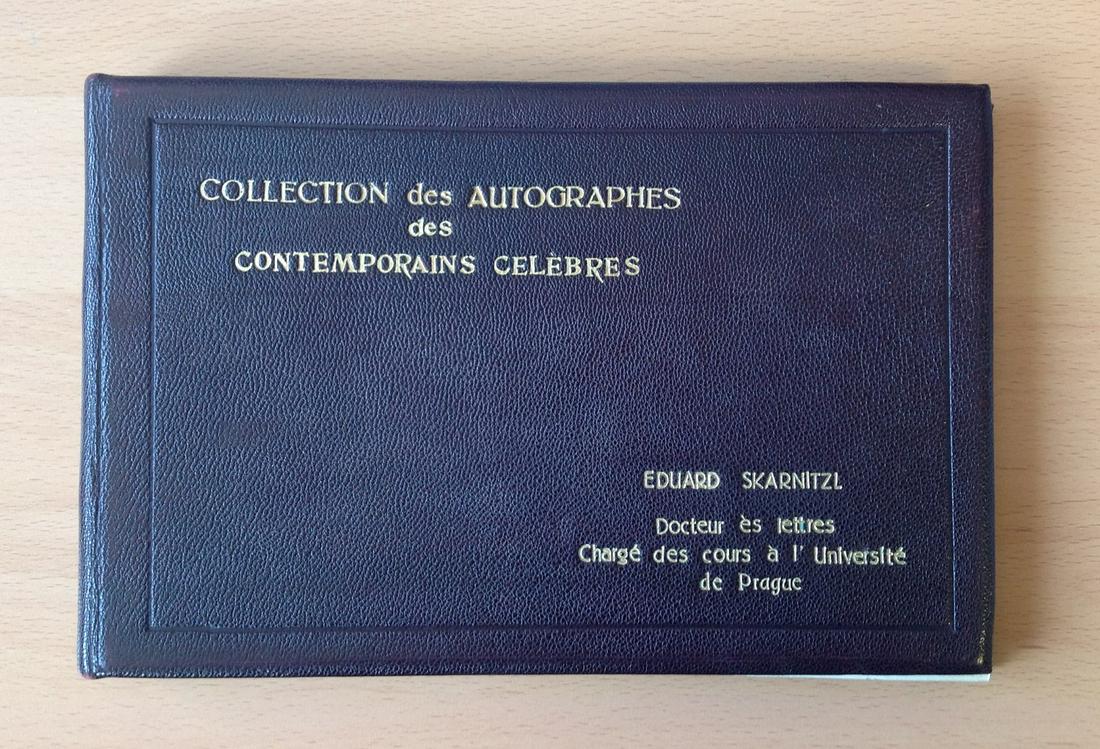 COLLECTION des AUTOGRAPHES
des
CONTEMPORAINS CELÈBRES
EDUARD SKARNITZL
Docteur ès lettres
Chargé des cours à l' Université
de Prague